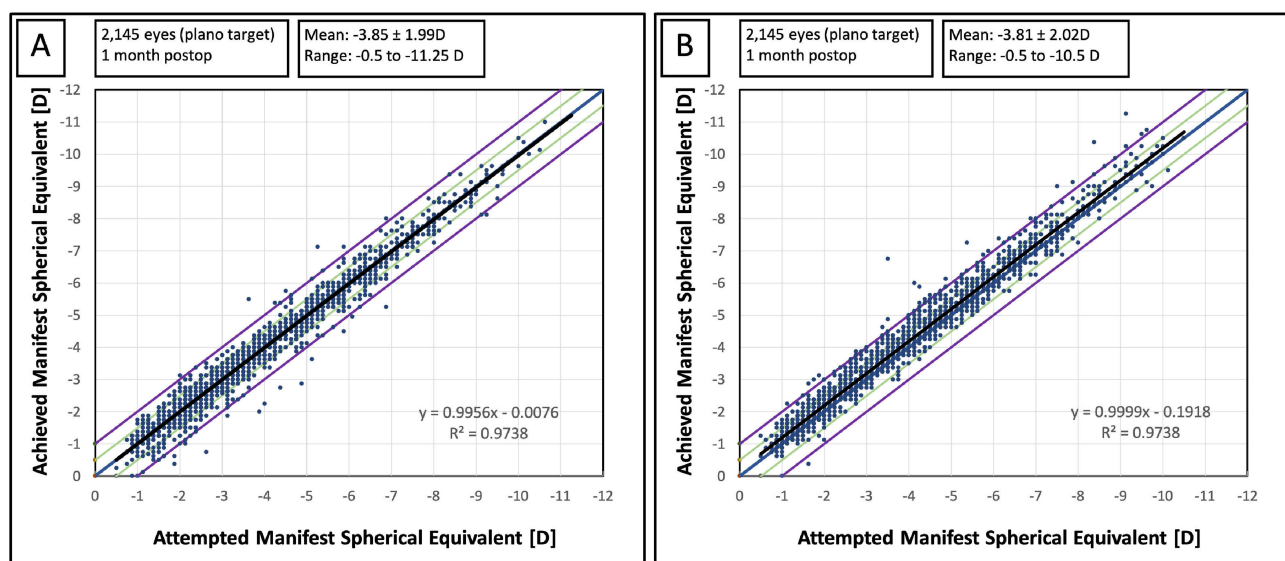 A
2,145 eyes (plano target)
1 month postop
Mean: -3.85 ± 1.99D
Range: -0.5 to -11.25 D
Achieved Manifest Spherical Equivalent [D]
-12
-11
-10
-9
-8
-7
-6
-5
-4
-3
-2
-1
0
y = 0.9956x - 0.0076
R² = 0.9738
0 -1 -2 -3 -4 -5 -6 -7 -8 -9 -10 -11 -12
Attempted Manifest Spherical Equivalent [D]
B
2,145 eyes (plano target)
1 month postop
Mean: -3.81 ± 2.02D
Range: -0.5 to -10.5 D
Achieved Manifest Spherical Equivalent [D]
-12
-11
-10
-9
-8
-7
-6
-5
-4
-3
-2
-1
0
y = 0.9999x - 0.1918
R² = 0.9738
0 -1 -2 -3 -4 -5 -6 -7 -8 -9 -10 -11 -12
Attempted Manifest Spherical Equivalent [D]